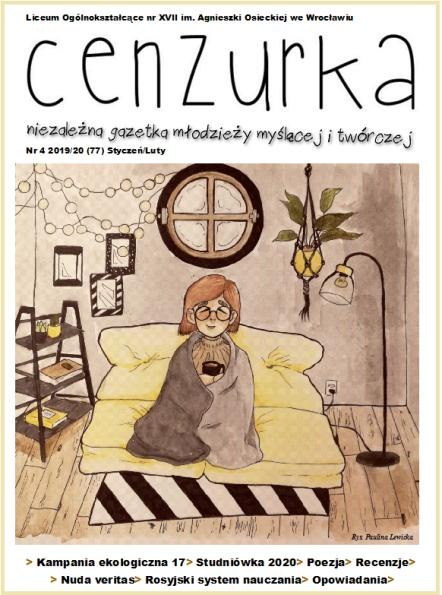 Liceum Ogólnokształcące nr XVII im. Agnieszki Osieckiej we Wrocławiu
cenzurka
niezależna gazetka młodzieży myślącej i twórczej
Nr 4 2019/20 (77) Styczeń/Luty
Rys. Paulina Lewicka
> Kampania ekologiczna 17> Studniówka 2020> Poezja> Recenzje>
> Nuda veritas> Rosyjski system nauczania> Opowiadania>